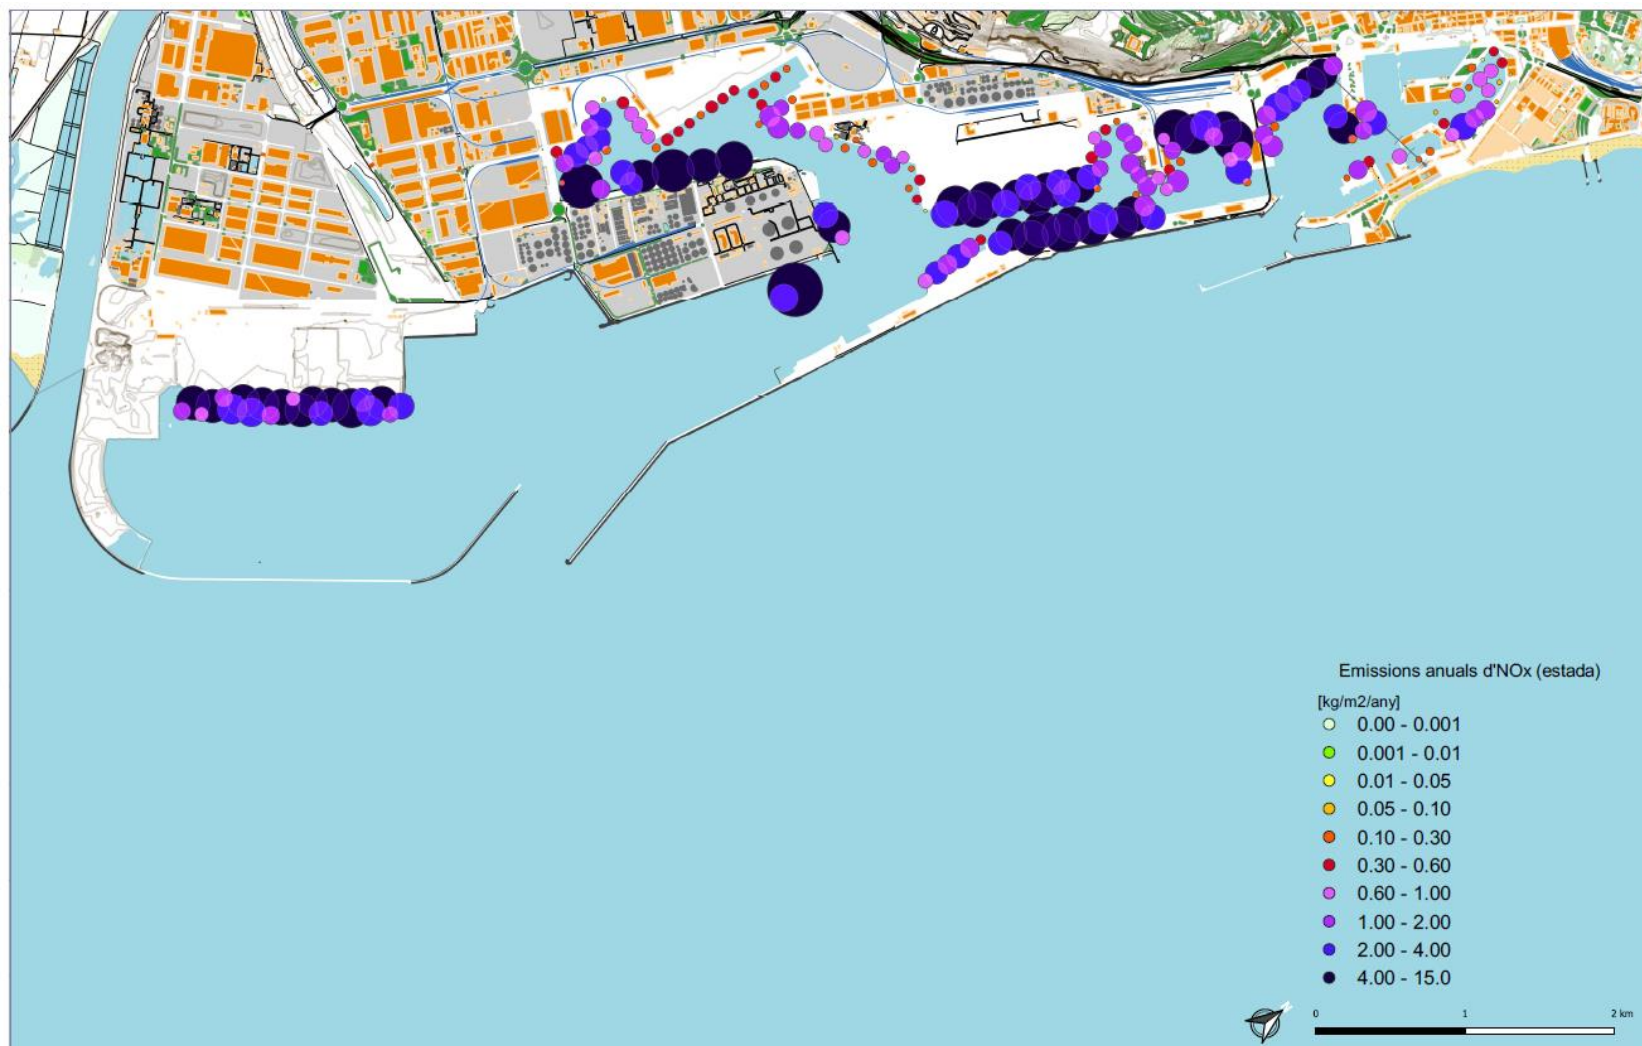 Emissions anuals d'NOx (estada)
[kg/m2/any]
0.00 - 0.001
0.001 - 0.01
0.01 - 0.05
0.05 - 0.10
0.10 - 0.30
0.30 - 0.60
0.60 - 1.00
1.00 - 2.00
2.00 - 4.00
4.00 - 15.0
N
0 1 2 km